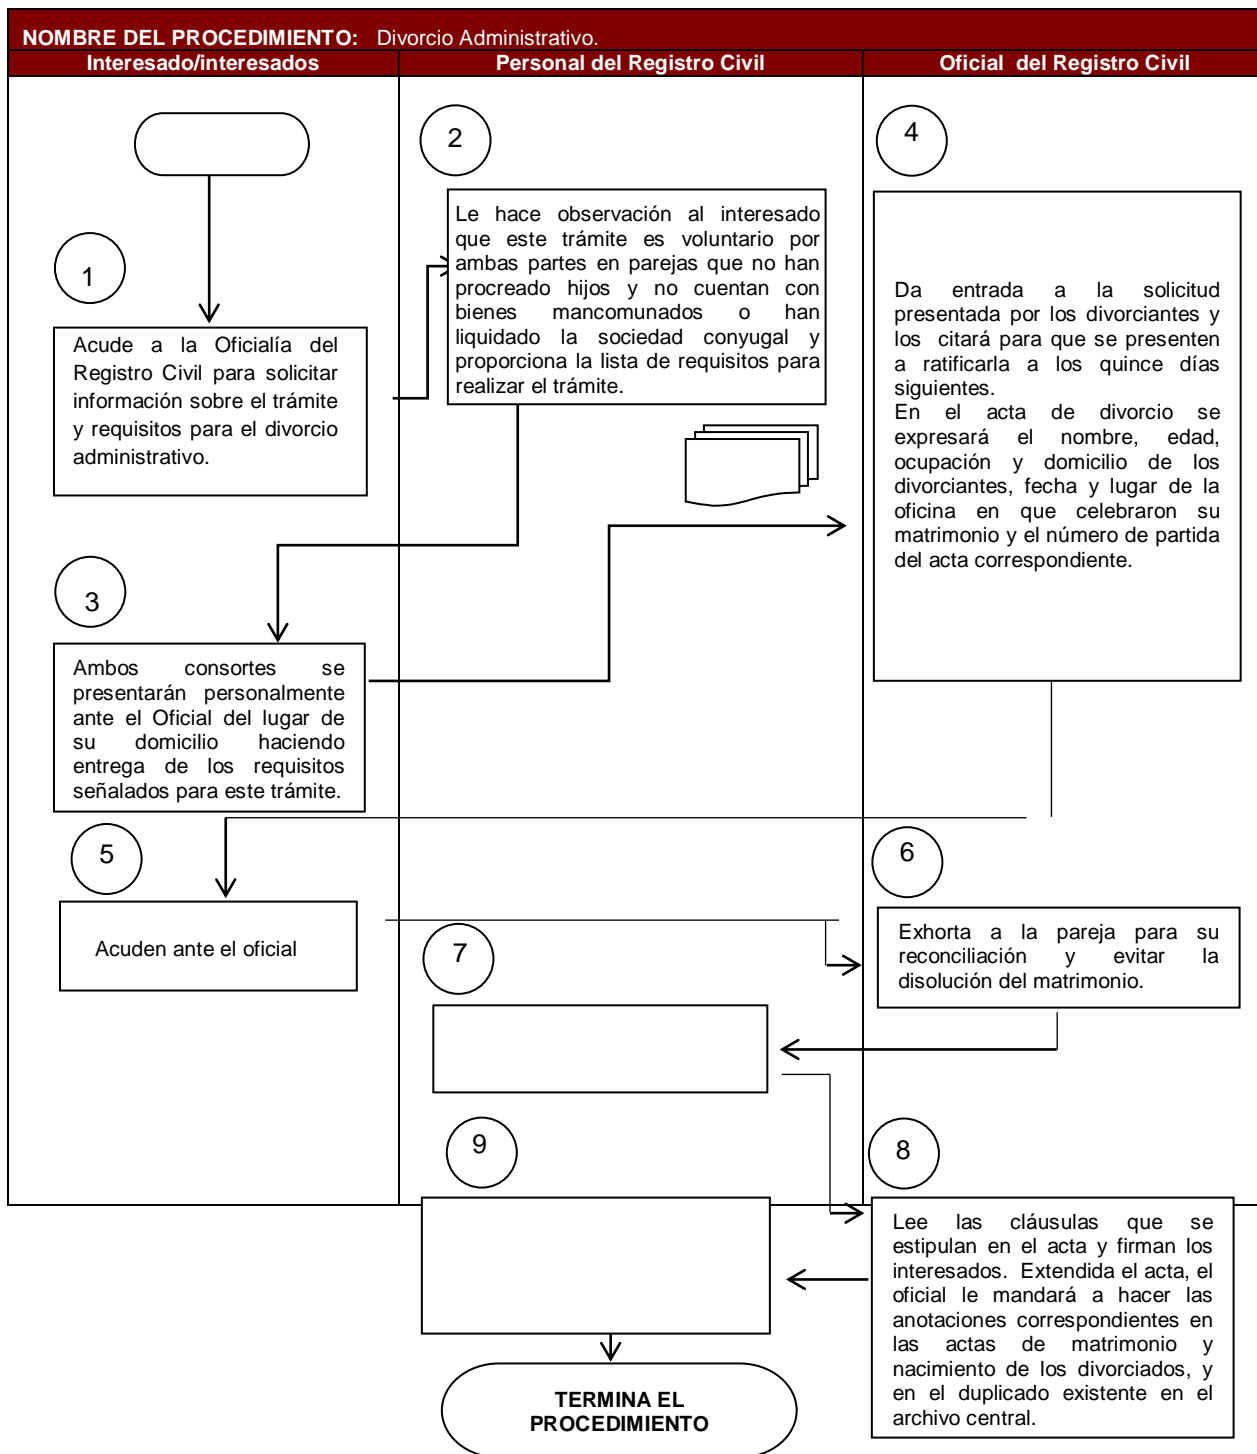 NOMBRE DEL PROCEDIMIENTO: Divorcio Administrativo.
Interesado/interesados
Personal del Registro Civil
Oficial del Registro Civil
1
Acude a la Oficialía del
Registro Civil para solicitar
información sobre el trámite
y requisitos para el divorcio
administrativo.
2
Le hace observación al interesado
que este trámite es voluntario por
ambas partes en parejas que no han
procreado hijos y no cuentan con
bienes mancomunados o han
liquidado la sociedad conyugal y
proporciona la lista de requisitos para
realizar el trámite.
3
Ambos consortes se
presentarán personalmente
ante el Oficial del lugar de
su domicilio haciendo
entrega de los requisitos
señalados para este trámite.
4
Da entrada a la solicitud
presentada por los divorciantes y
los citará para que se presenten
a ratificarla a los quince días
siguientes.
En el acta de divorcio se
expresará el nombre, edad,
ocupación y domicilio de los
divorciantes, fecha y lugar de la
oficina en que celebraron su
matrimonio y el número de partida
del acta correspondiente.
5
Acuden ante el oficial
6
Exhorta a la pareja para su
reconciliación y evitar la
disolución del matrimonio.
7
8
Lee las cláusulas que se
estipulan en el acta y firman los
interesados. Extendida el acta, el
oficial le mandará a hacer las
anotaciones correspondientes en
las actas de matrimonio y
nacimiento de los divorciados, y
en el duplicado existente en el
archivo central.
9
TERMINA EL
PROCEDIMIENTO